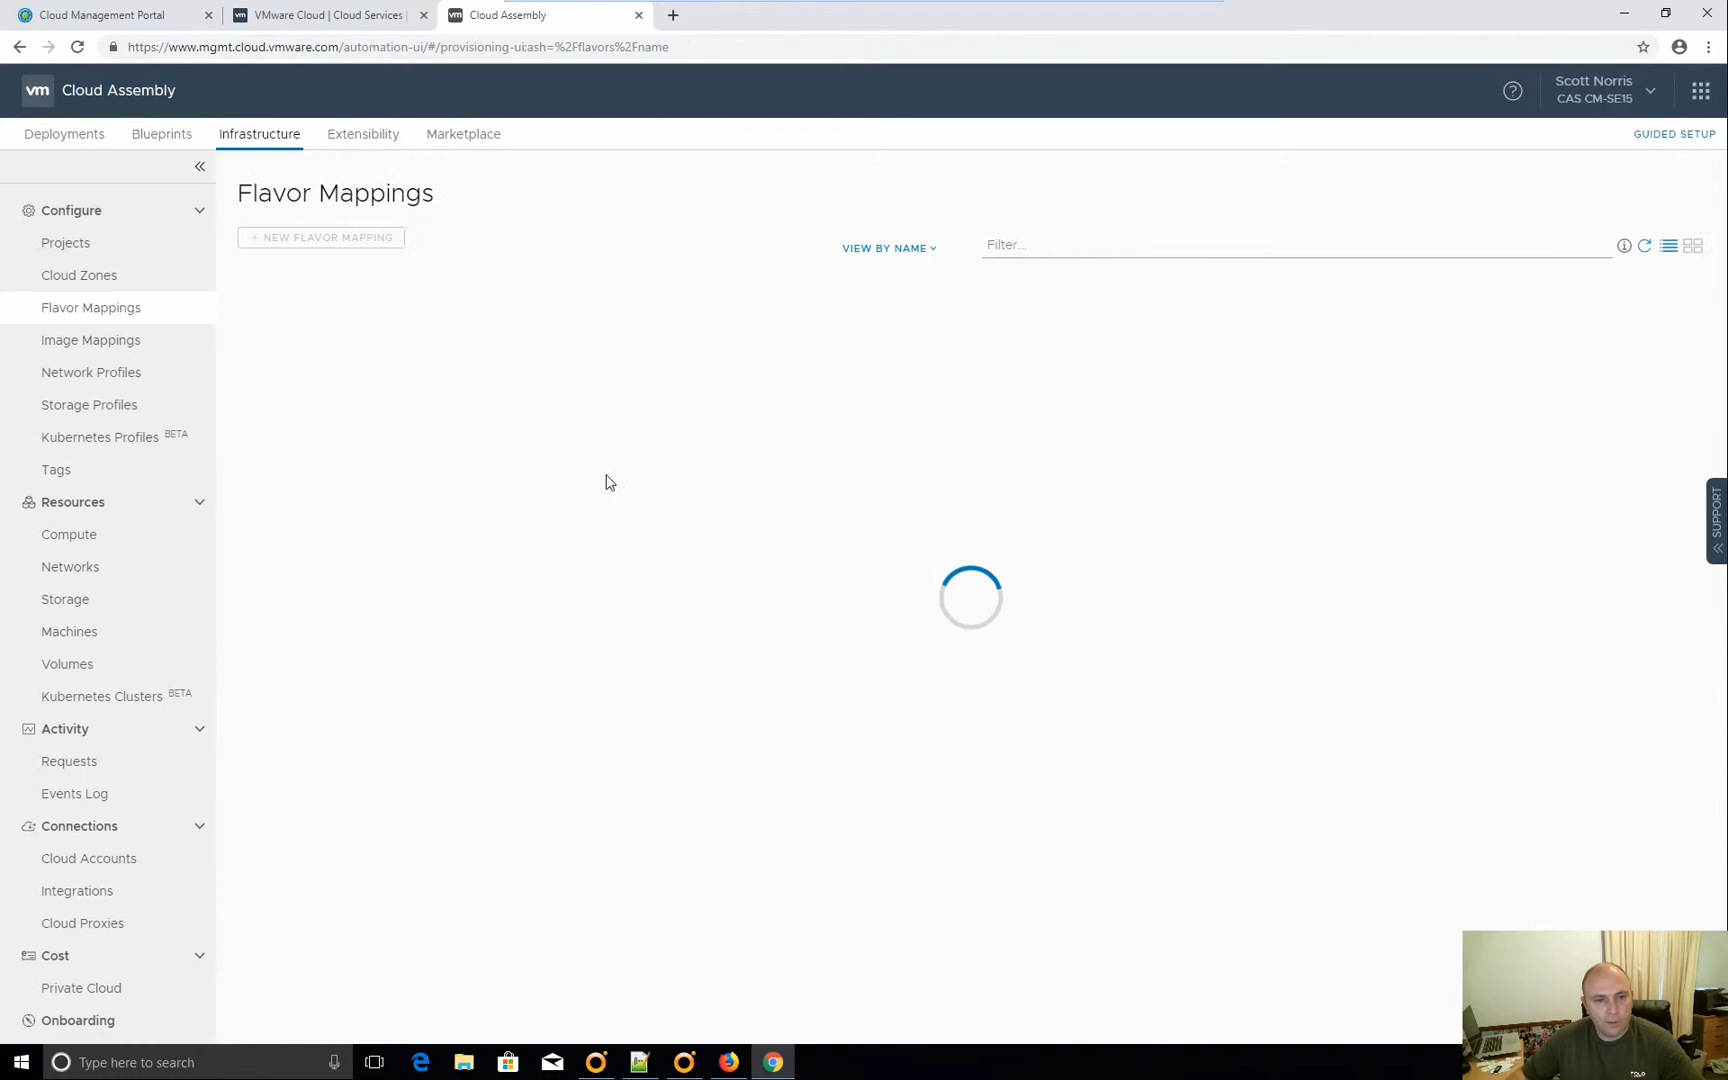 Cloud Management Portal
VMware Cloud | Cloud Services |
Cloud Assembly
https://www.mgmt.cloud.vmware.com/automation-ui/#/provisioning-ui;ash=%2Fflavors%2Fname
vm Cloud Assembly
Scott Norris
CAS CM-SE15
Deployments Blueprints Infrastructure Extensibility Marketplace
GUIDED SETUP
Flavor Mappings
+ NEW FLAVOR MAPPING
VIEW BY NAME
Filter...
Configure
Projects
Cloud Zones
Flavor Mappings
Image Mappings
Network Profiles
Storage Profiles
Kubernetes Profiles BETA
Tags
Resources
Compute
Networks
Storage
Machines
Volumes
Kubernetes Clusters BETA
Activity
Requests
Events Log
Connections
Cloud Accounts
Integrations
Cloud Proxies
Cost
Private Cloud
Onboarding
SUPPORT
Type here to search
POLO